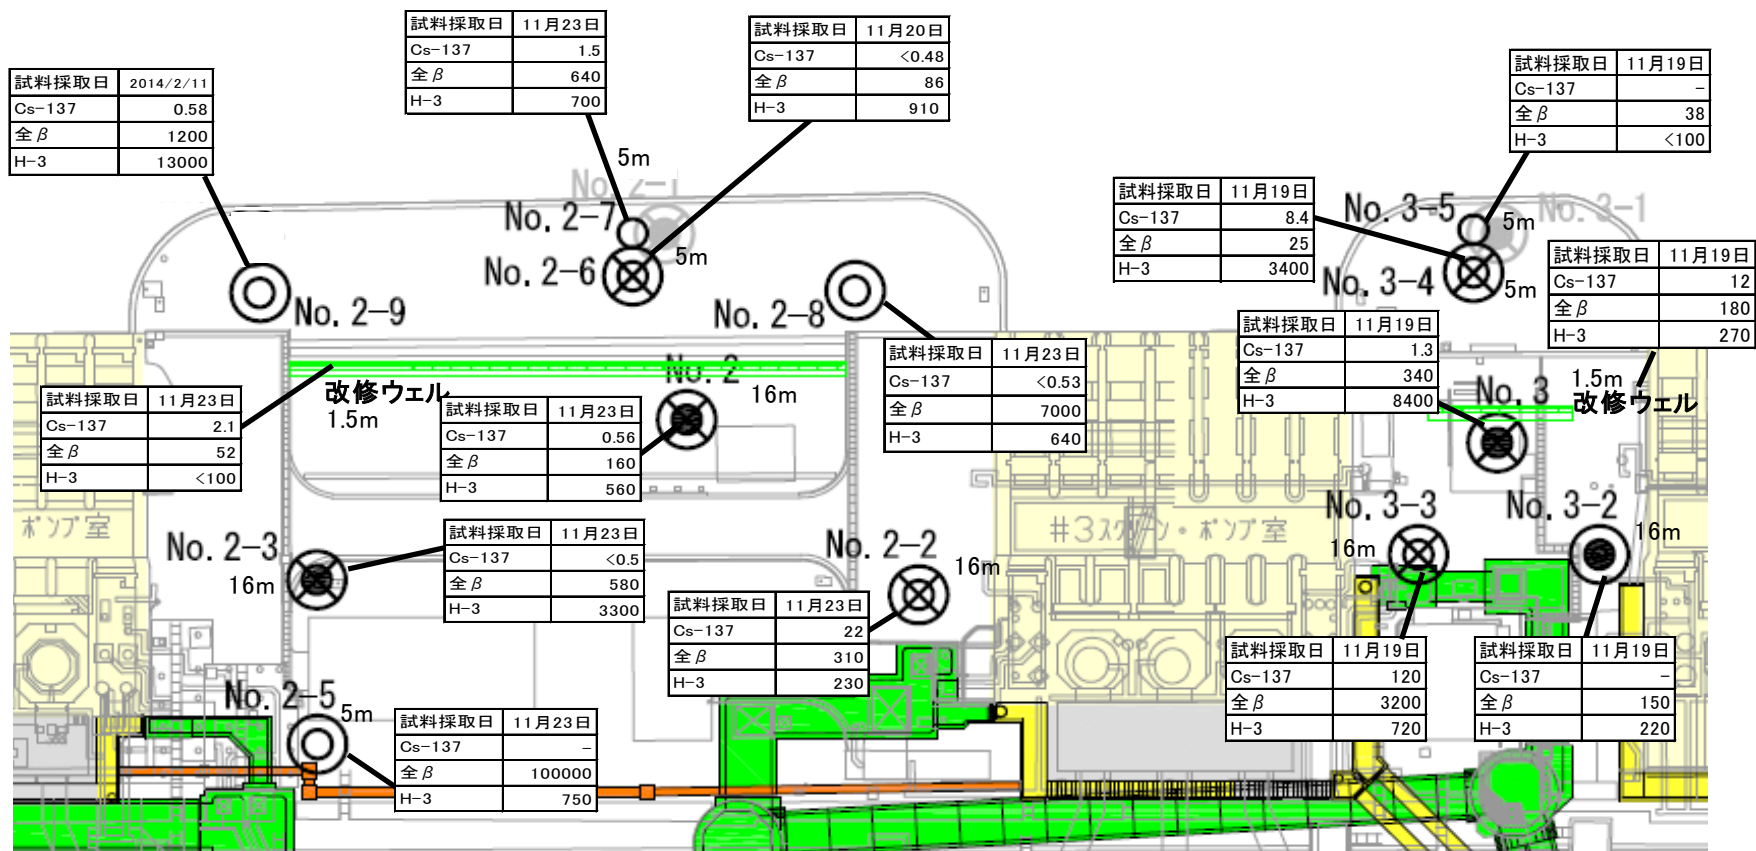 試料採取日 11月23日
Cs-137 1.5
全β 640
H-3 700
試料採取日 11月20日
Cs-137 <0.48
全β 86
H-3 910
試料採取日 2014/2/11
Cs-137 0.58
全β 1200
H-3 13000
試料採取日 11月19日
Cs-137 -
全β 38
H-3 <100
試料採取日 11月19日
Cs-137 8.4
全β 25
H-3 3400
試料採取日 11月19日
Cs-137 12
全β 180
H-3 270
5m
No. 2-1
No. 2-7
5m
No. 2-6
No. 2-9
No. 2-8
No. 3-5
5m
No. 3-1
No. 3-4
5m
試料採取日 11月19日
Cs-137 1.3
全β 340
H-3 8400
試料採取日 11月23日
Cs-137 <0.53
全β 7000
H-3 640
改修ウェル
1.5m
No. 2
16m
No. 3
1.5m
改修ウェル
試料採取日 11月23日
Cs-137 2.1
全β 52
H-3 <100
試料採取日 11月23日
Cs-137 0.56
全β 160
H-3 560
ポンプ室
No. 2-3
16m
試料採取日 11月23日
Cs-137 <0.5
全β 580
H-3 3300
No. 2-2
16m
#3スクリーン・ポンプ室
No. 3-3
16m
No. 3-2
16m
試料採取日 11月23日
Cs-137 22
全β 310
H-3 230
試料採取日 11月19日
Cs-137 120
全β 3200
H-3 720
試料採取日 11月19日
Cs-137 -
全β 150
H-3 220
No. 2-5
5m
試料採取日 11月23日
Cs-137 -
全β 100000
H-3 750